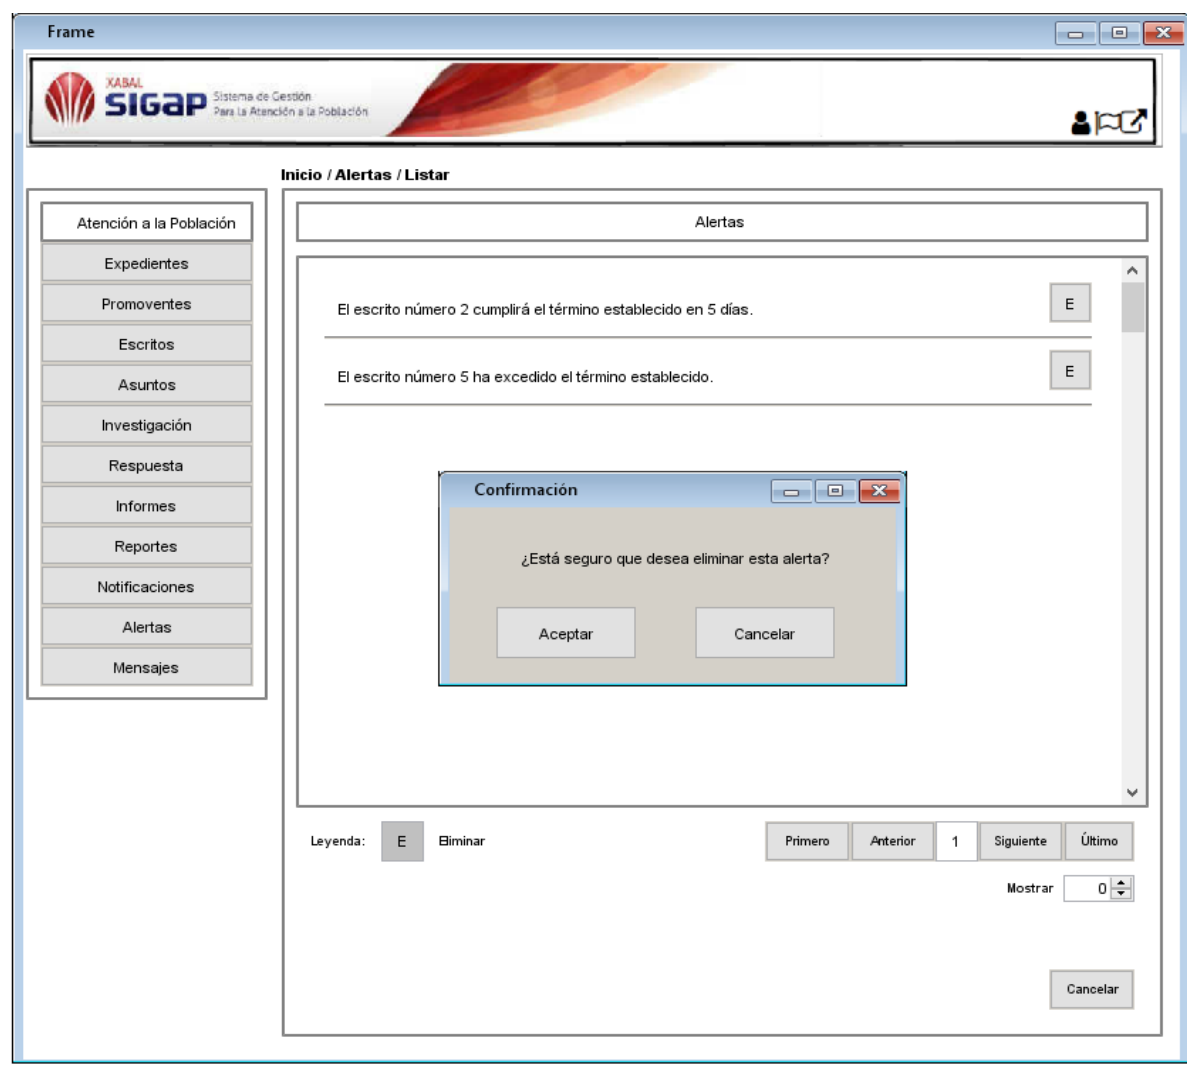 Frame
XABAL
SIGAP
Sistema de Gestión
Para la Atención a la Población
Inicio / Alertas / Listar
Atención a la Población
Expedientes
Promoventes
Escritos
Asuntos
Investigación
Respuesta
Informes
Reportes
Notificaciones
Alertas
Mensajes
Alertas
El escrito número 2 cumplirá el término establecido en 5 días.
E
El escrito número 5 ha excedido el término establecido.
E
Confirmación
¿Está seguro que desea eliminar esta alerta?
Aceptar Cancelar
Leyenda: E Eliminar
Primero Anterior 1 Siguiente Último
Mostrar 0
Cancelar